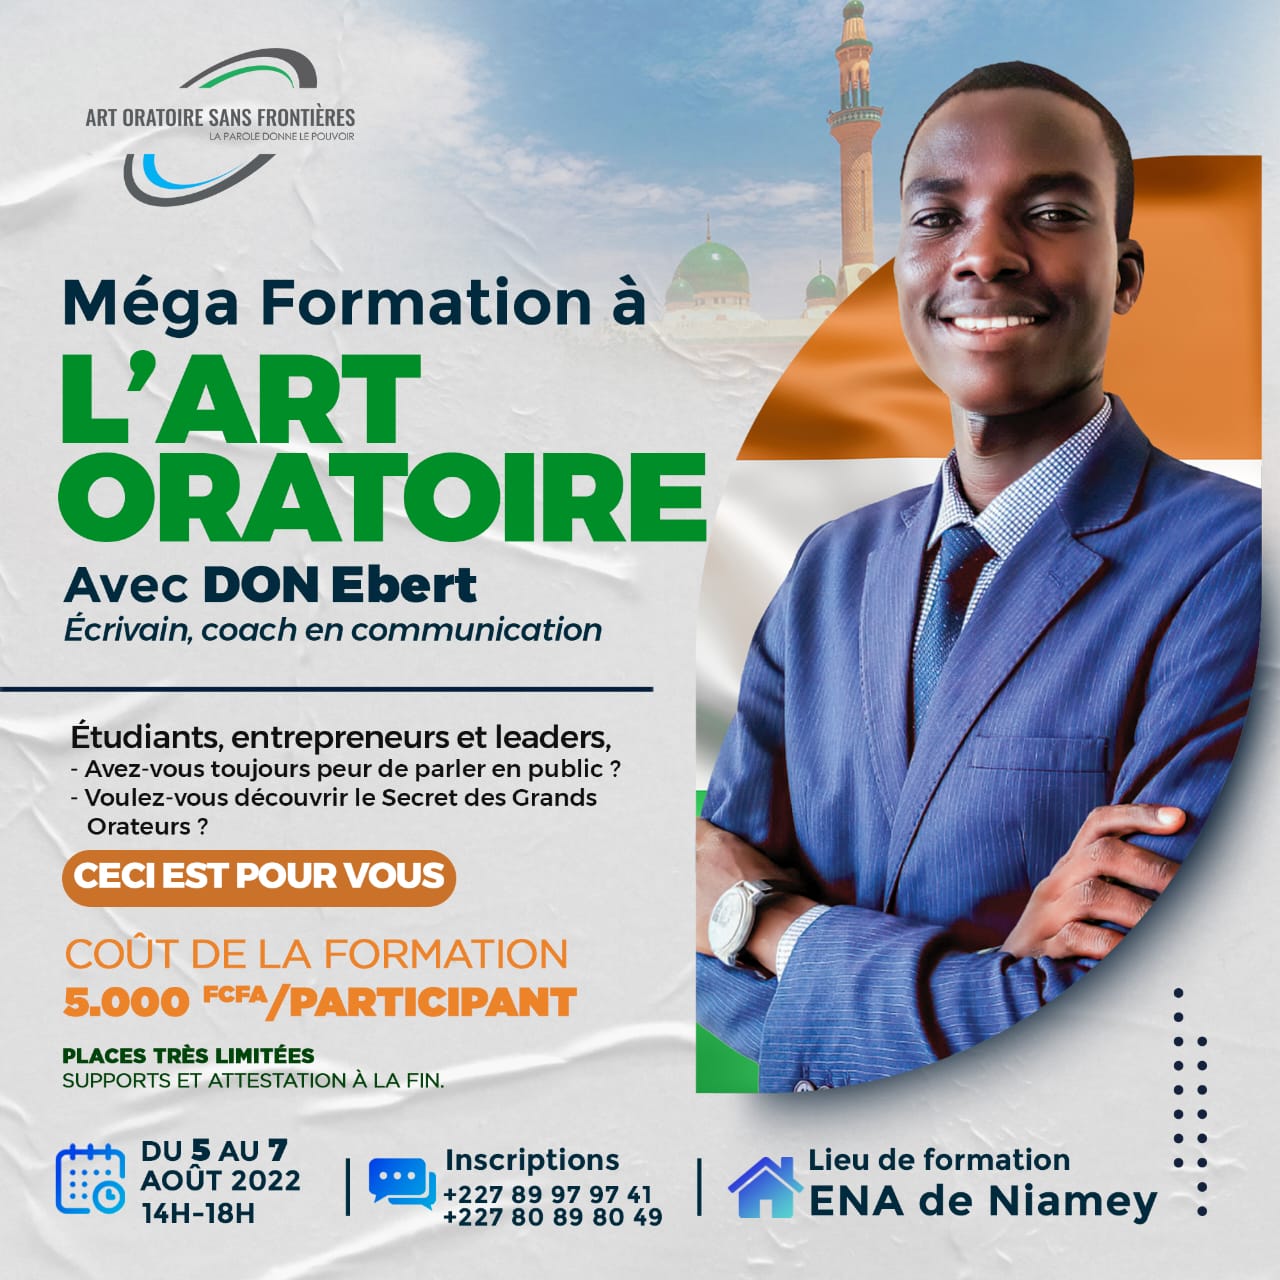 ART ORATOIRE SANS FRONTIÈRES
LA PAROLE DONNE LE POUVOIR
Méga Formation à
L'ART
ORATOIRE
Avec DON Ebert
Écrivain, coach en communication
Étudiants, entrepreneurs et leaders,
- Avez-vous toujours peur de parler en public ?
- Voulez-vous découvrir le Secret des Grands
Orateurs ?
CECI EST POUR VOUS
COÛT DE LA FORMATION
5.000 FCFA/PARTICIPANT
PLACES TRÈS LIMITÉES
SUPPORTS ET ATTESTATION À LA FIN.
DU 5 AU 7
AOÛT 2022
14H-18H
Inscriptions
+227 89 97 97 41
+227 80 89 80 49
Lieu de formation
ENA de Niamey